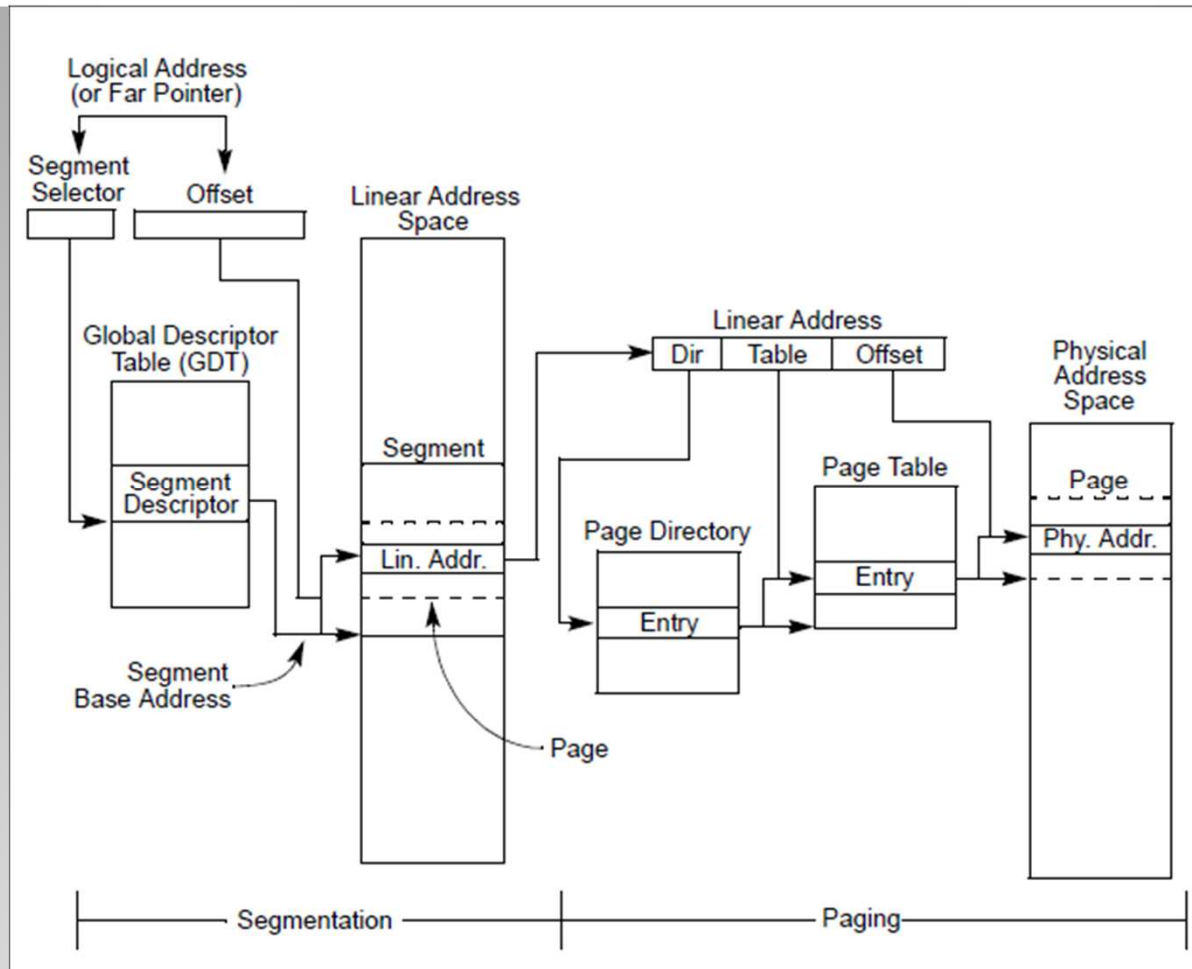 Logical Address
(or Far Pointer)
Segment
Selector
Offset
Linear Address
Space
Global Descriptor
Table (GDT)
Segment
Descriptor
Segment
Lin. Addr.
Segment
Base Address
Page
Linear Address
Dir
Table
Offset
Page Directory
Entry
Page Table
Entry
Physical
Address
Space
Page
Phy. Addr.
Segmentation
Paging